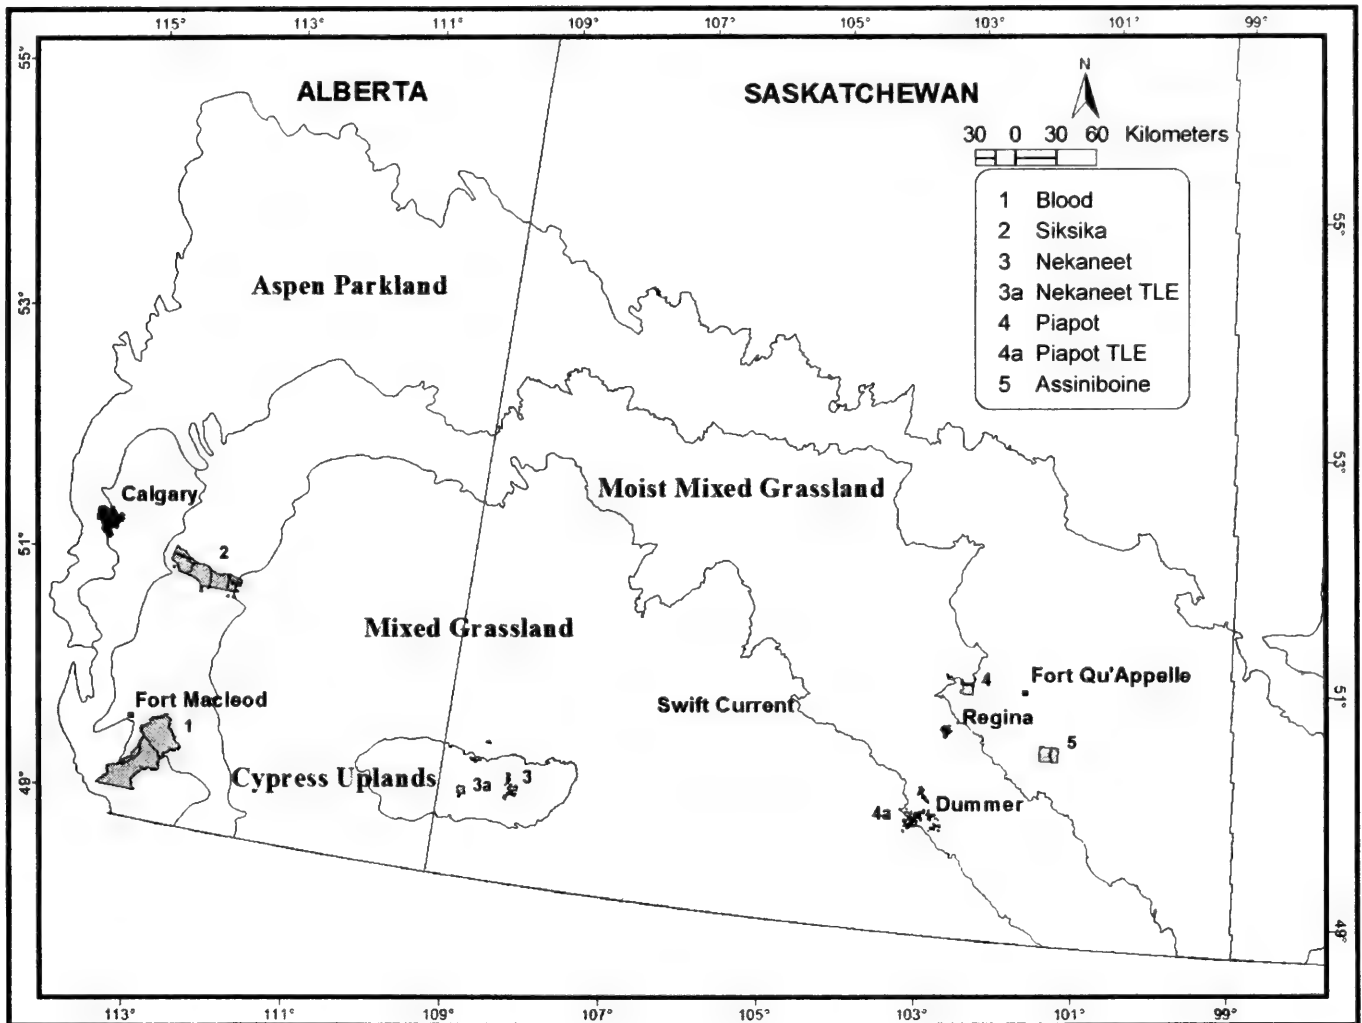 115° 113° 111° 109° 107° 105° 103° 101° 99°
55°
ALBERTA
SASKATCHEWAN
N
30 0 30 60 Kilometers
1 Blood
2 Siksika
3 Nekaneet
3a Nekaneet TLE
4 Piapot
4a Piapot TLE
5 Assiniboine
55°
Aspen Parkland
53°
53°
Moist Mixed Grassland
Calgary
51°
2
Mixed Grassland
Fort Macleod
1
Swift Current
4
Fort Qu'Appelle
51°
Regina
5
49°
Cypress Uplands
3a
3
4a
Dummer
49°
113° 111° 109° 107° 105° 103° 101° 99°